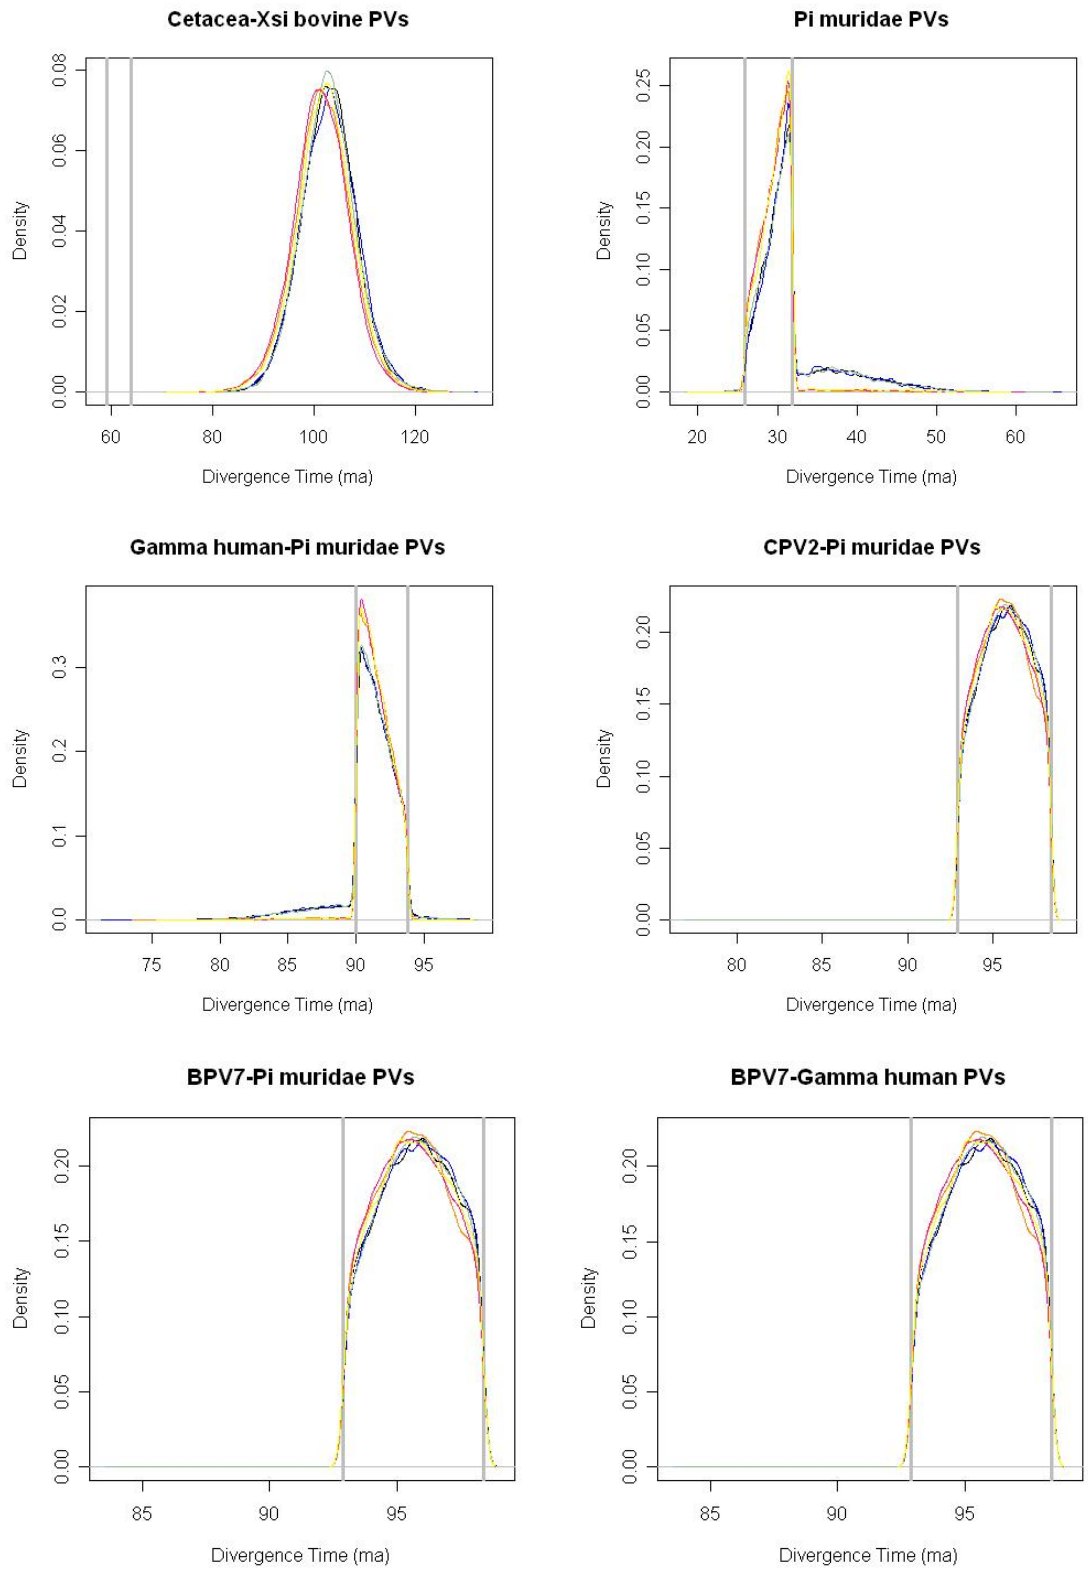 Cetacea-Xsi bovine PVs
Density
0.00 0.02 0.04 0.06 0.08
60 80 100 120
Divergence Time (ma)
Pi muridae PVs
Density
0.00 0.05 0.10 0.15 0.20 0.25
20 30 40 50 60
Divergence Time (ma)
Gamma human-Pi muridae PVs
Density
0.0 0.1 0.2 0.3
75 80 85 90 95
Divergence Time (ma)
CPV2-Pi muridae PVs
Density
0.00 0.05 0.10 0.15 0.20
80 85 90 95
Divergence Time (ma)
BPV7-Pi muridae PVs
Density
0.00 0.05 0.10 0.15 0.20
85 90 95
Divergence Time (ma)
BPV7-Gamma human PVs
Density
0.00 0.05 0.10 0.15 0.20
85 90 95
Divergence Time (ma)